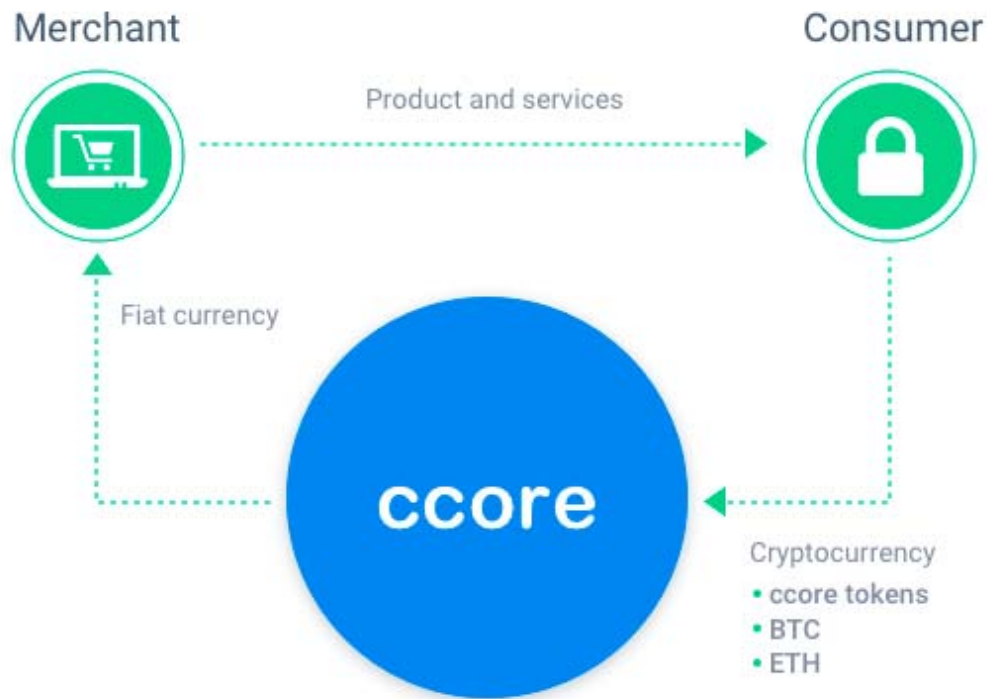 Merchant
Consumer
Product and services
Fiat currency
ccore
Cryptocurrency
• ccore tokens
• BTC
• ETH